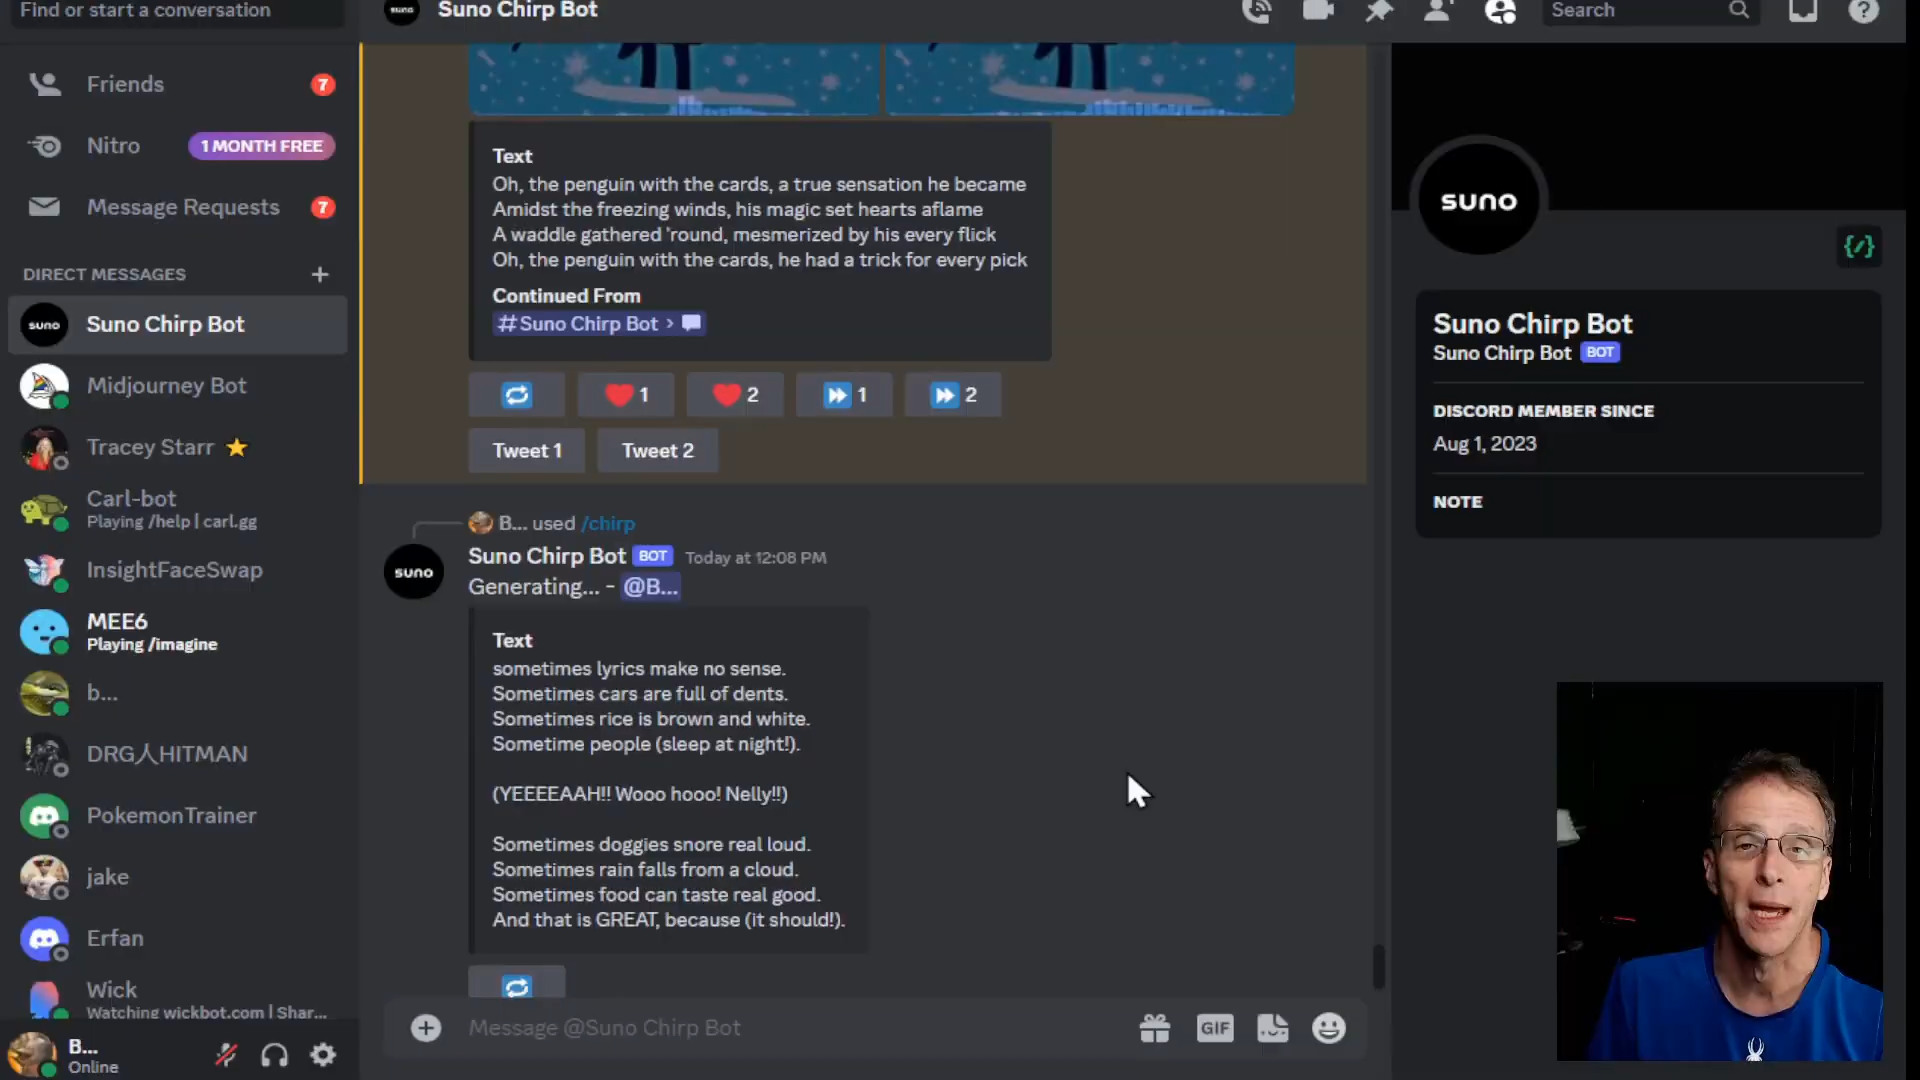 Find or start a conversation
Suno Chirp Bot
Search
Friends
7
Nitro
1 MONTH FREE
Message Requests
7
DIRECT MESSAGES
suno
Suno Chirp Bot
Midjourney Bot
Tracey Starr
Carl-bot
Playing /help | carl.gg
InsightFaceSwap
MEE6
Playing /imagine
b...
DRG人HITMAN
PokemonTrainer
jake
Erfan
Wick
Watching wickbot.com | Shar...
B...
Online
Text
Oh, the penguin with the cards, a true sensation he became
Amidst the freezing winds, his magic set hearts aflame
A waddle gathered 'round, mesmerized by his every flick
Oh, the penguin with the cards, he had a trick for every pick
Continued From
#Suno Chirp Bot >
1
2
1
2
Tweet 1
Tweet 2
B... used /chirp
suno
Suno Chirp Bot BOT Today at 12:08 PM
Generating... - @B...
Text
sometimes lyrics make no sense.
Sometimes cars are full of dents.
Sometimes rice is brown and white.
Sometime people (sleep at night!).
(YEEEEAAH!! Wooo hooo! Nelly!!)
Sometimes doggies snore real loud.
Sometimes rain falls from a cloud.
Sometimes food can taste real good.
And that is GREAT, because (it should!).
Message @Suno Chirp Bot
GIF
suno
Suno Chirp Bot
Suno Chirp Bot BOT
DISCORD MEMBER SINCE
Aug 1, 2023
NOTE